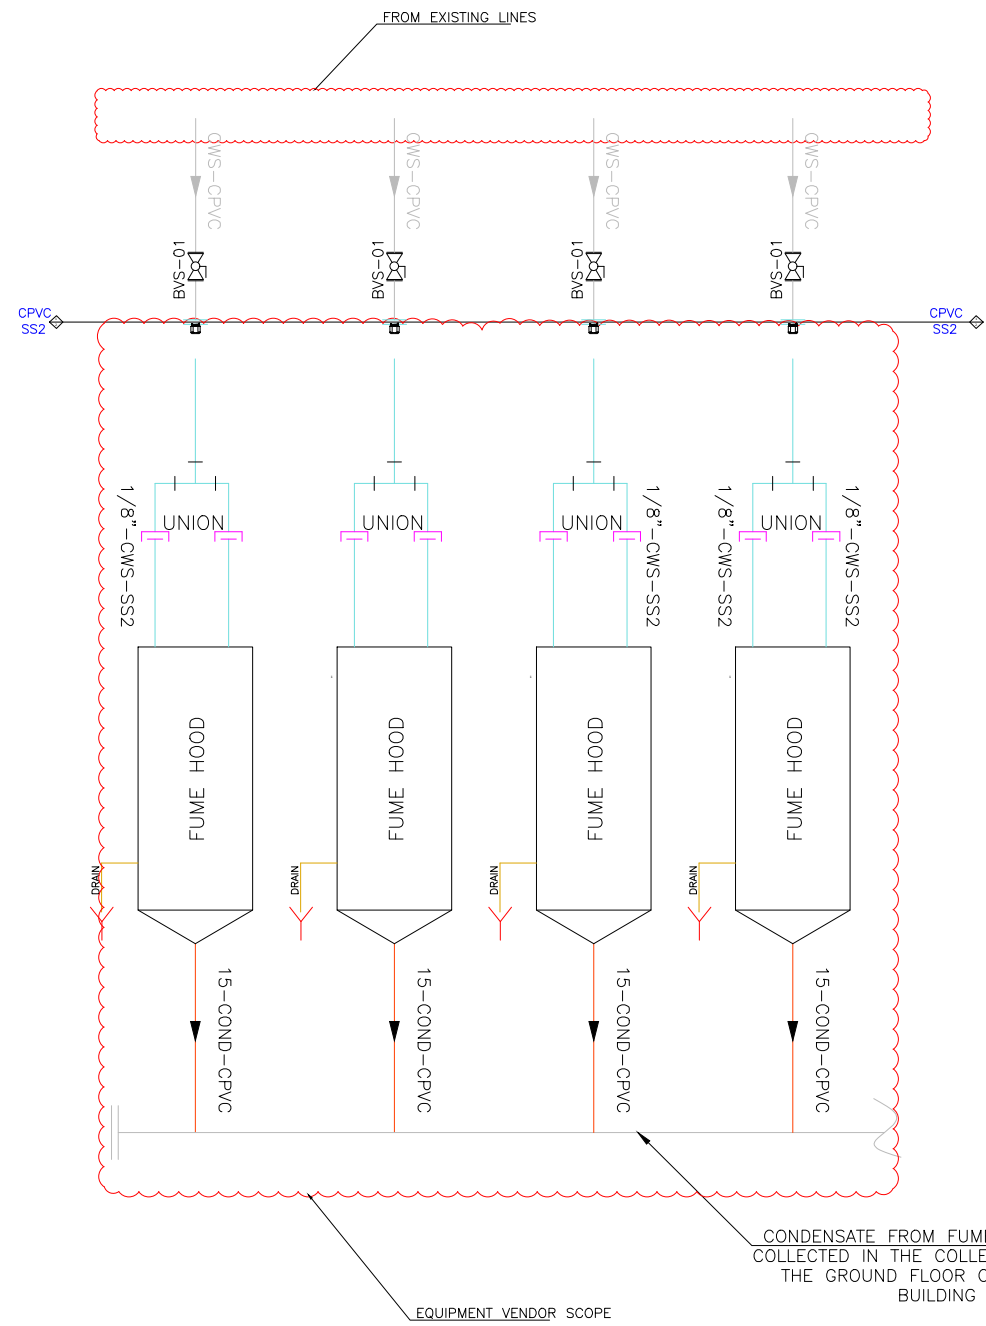 FROM EXISTING LINES
CWS-CPVC
CWS-CPVC
CWS-CPVC
CWS-CPVC
BVS-01
BVS-01
BVS-01
BVS-01
CPVC
SS2
CPVC
SS2
1/8"-CWS-SS2
UNION
UNION
UNION
1/8"-CWS-SS2
1/8"-CWS-SS2
UNION
1/8"-CWS-SS2
FUME HOOD
FUME HOOD
FUME HOOD
FUME HOOD
DRAIN
DRAIN
DRAIN
DRAIN
15-COND-CPVC
15-COND-CPVC
15-COND-CPVC
15-COND-CPVC
CONDENSATE FROM
COLLECTED IN THE
THE GROUND FLOOR
BUILDING
EQUIPMENT VENDOR SCOPE